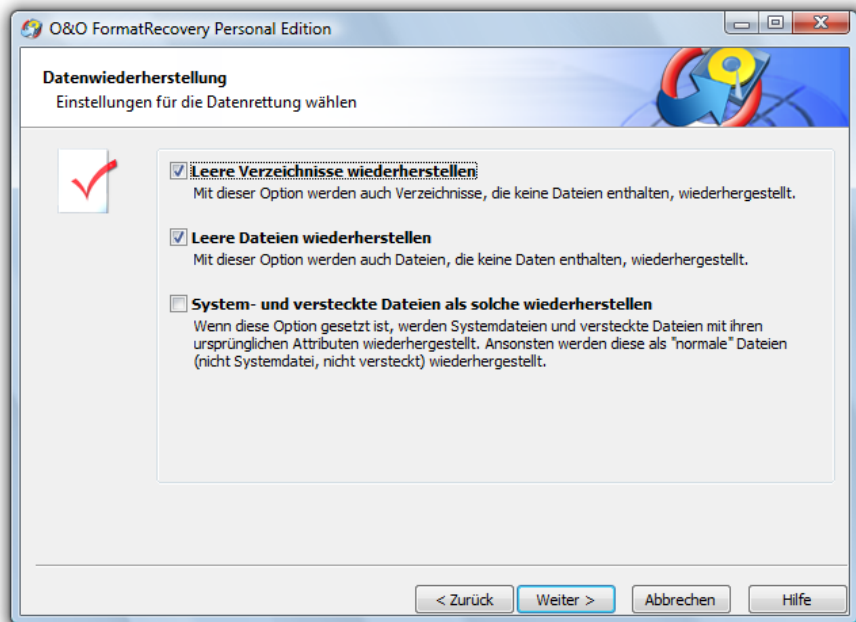 O&O FormatRecovery Personal Edition
Datenwiederherstellung
Einstellungen für die Datenrettung wählen
Leere Verzeichnisse wiederherstellen
Mit dieser Option werden auch Verzeichnisse, die keine Dateien enthalten, wiederhergestellt.
Leere Dateien wiederherstellen
Mit dieser Option werden auch Dateien, die keine Daten enthalten, wiederhergestellt.
System- und versteckte Dateien als solche wiederherstellen
Wenn diese Option gesetzt ist, werden Systemdateien und versteckte Dateien mit ihren
ursprünglichen Attributen wiederhergestellt. Ansonsten werden diese als "normale" Dateien
(nicht Systemdatei, nicht versteckt) wiederhergestellt.
< Zurück Weiter > Abbrechen Hilfe